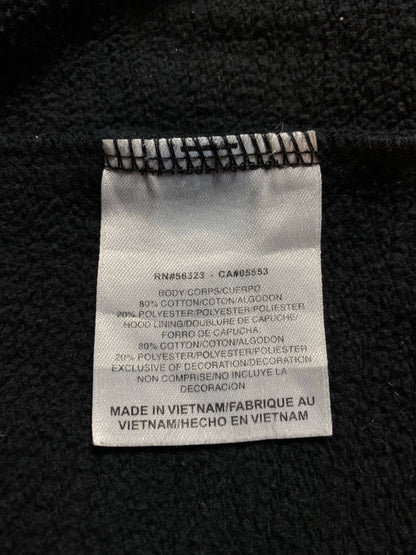 RN#56323 - CA#05553
BODY/CORPS/CUERPO
80% COTTON/COTON/ALGODON
20% POLYESTER/POLYESTER/POLIESTER
HOOD LINING/DOUBLURE DE CAPUCHE/
FORRO DE CAPUCHA.
80% COTTON/COTON/ALGODON
20% POLYESTER/POLYESTER/POLIESTER
EXCLUSIVE OF DECORATION/DECORATION
NON COMPRISE/NO INCLUYE LA
DECORACION
MADE IN VIETNAM/FABRIQUE AU
VIETNAM/HECHO EN VIETNAM